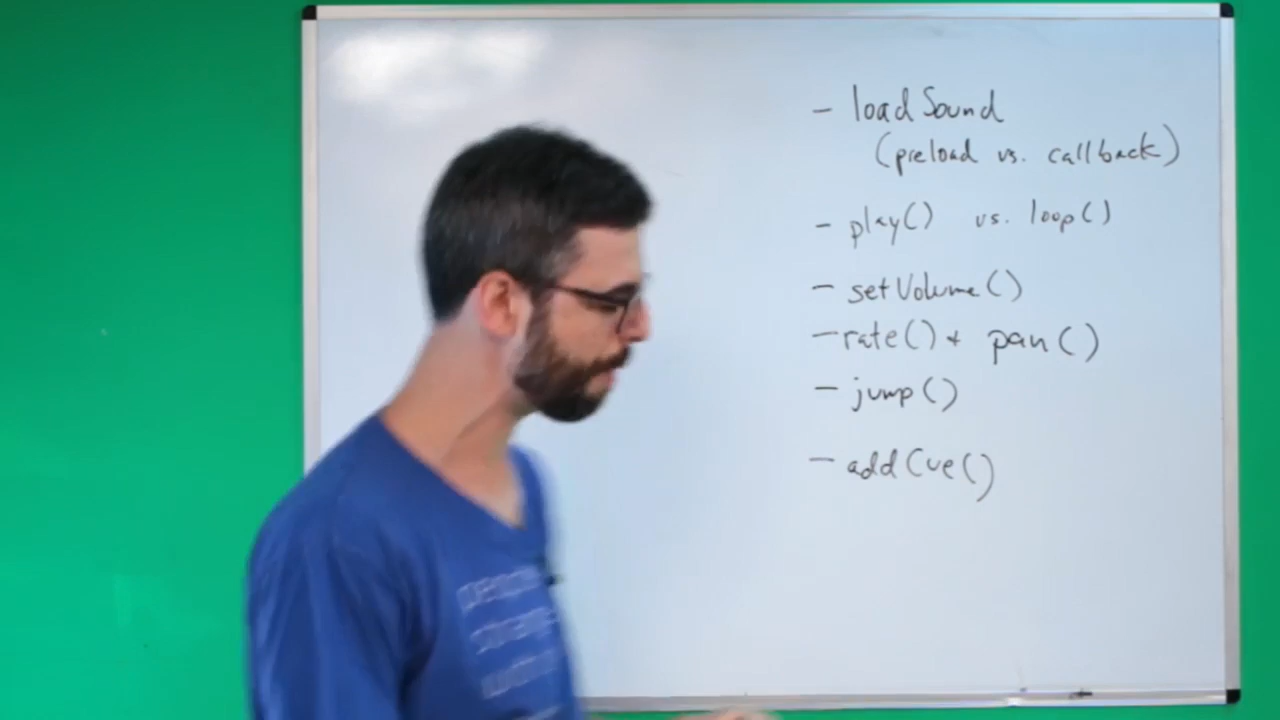 - loadSound
(preload vs. callback)
- play() vs. loop()
- setVolume()
- rate() + pan()
- jump()
- addCue()